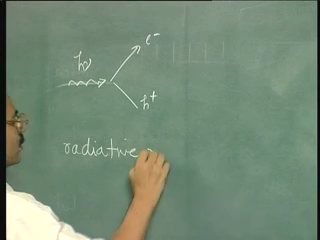 e⁻
hν
h⁺
radiative